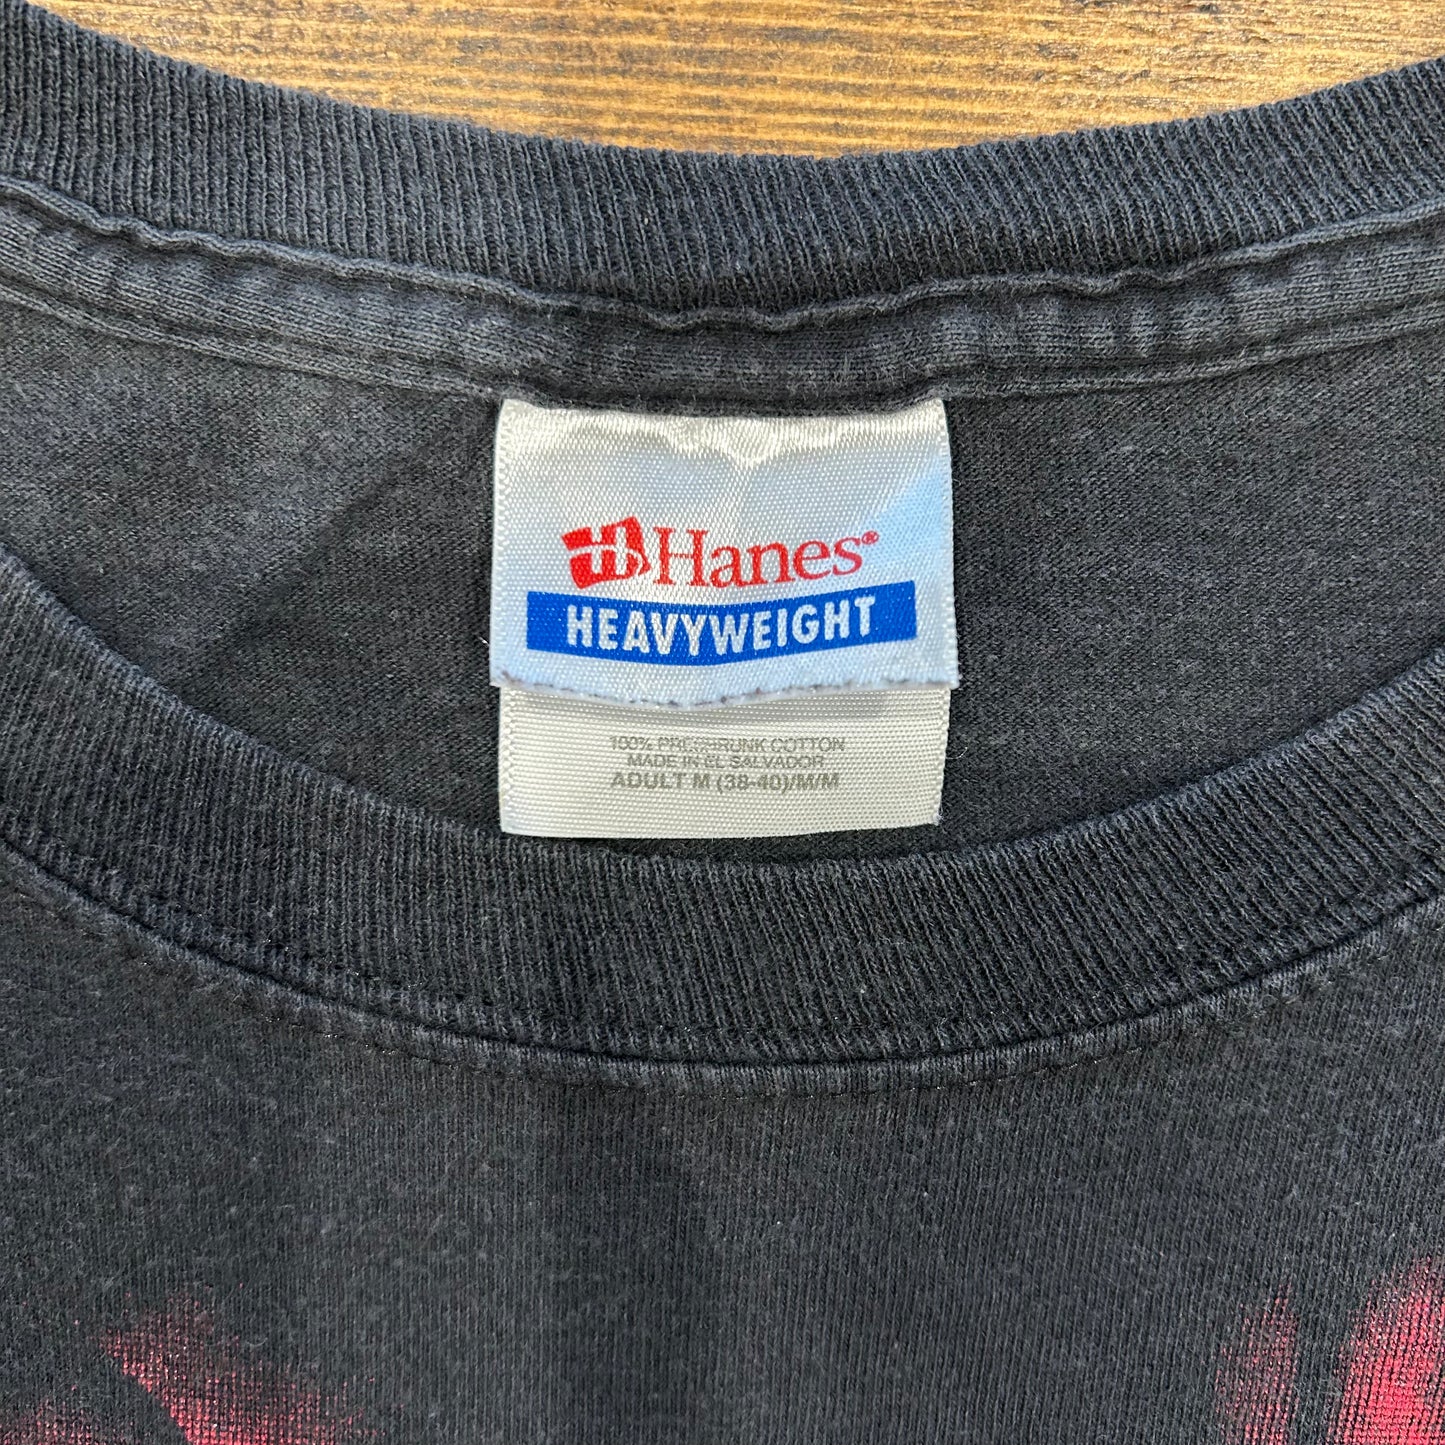 Hanes®
HEAVYWEIGHT
100% PRESHRUNK COTTON
MADE IN EL SALVADOR
ADULT M (38-40)/M/M